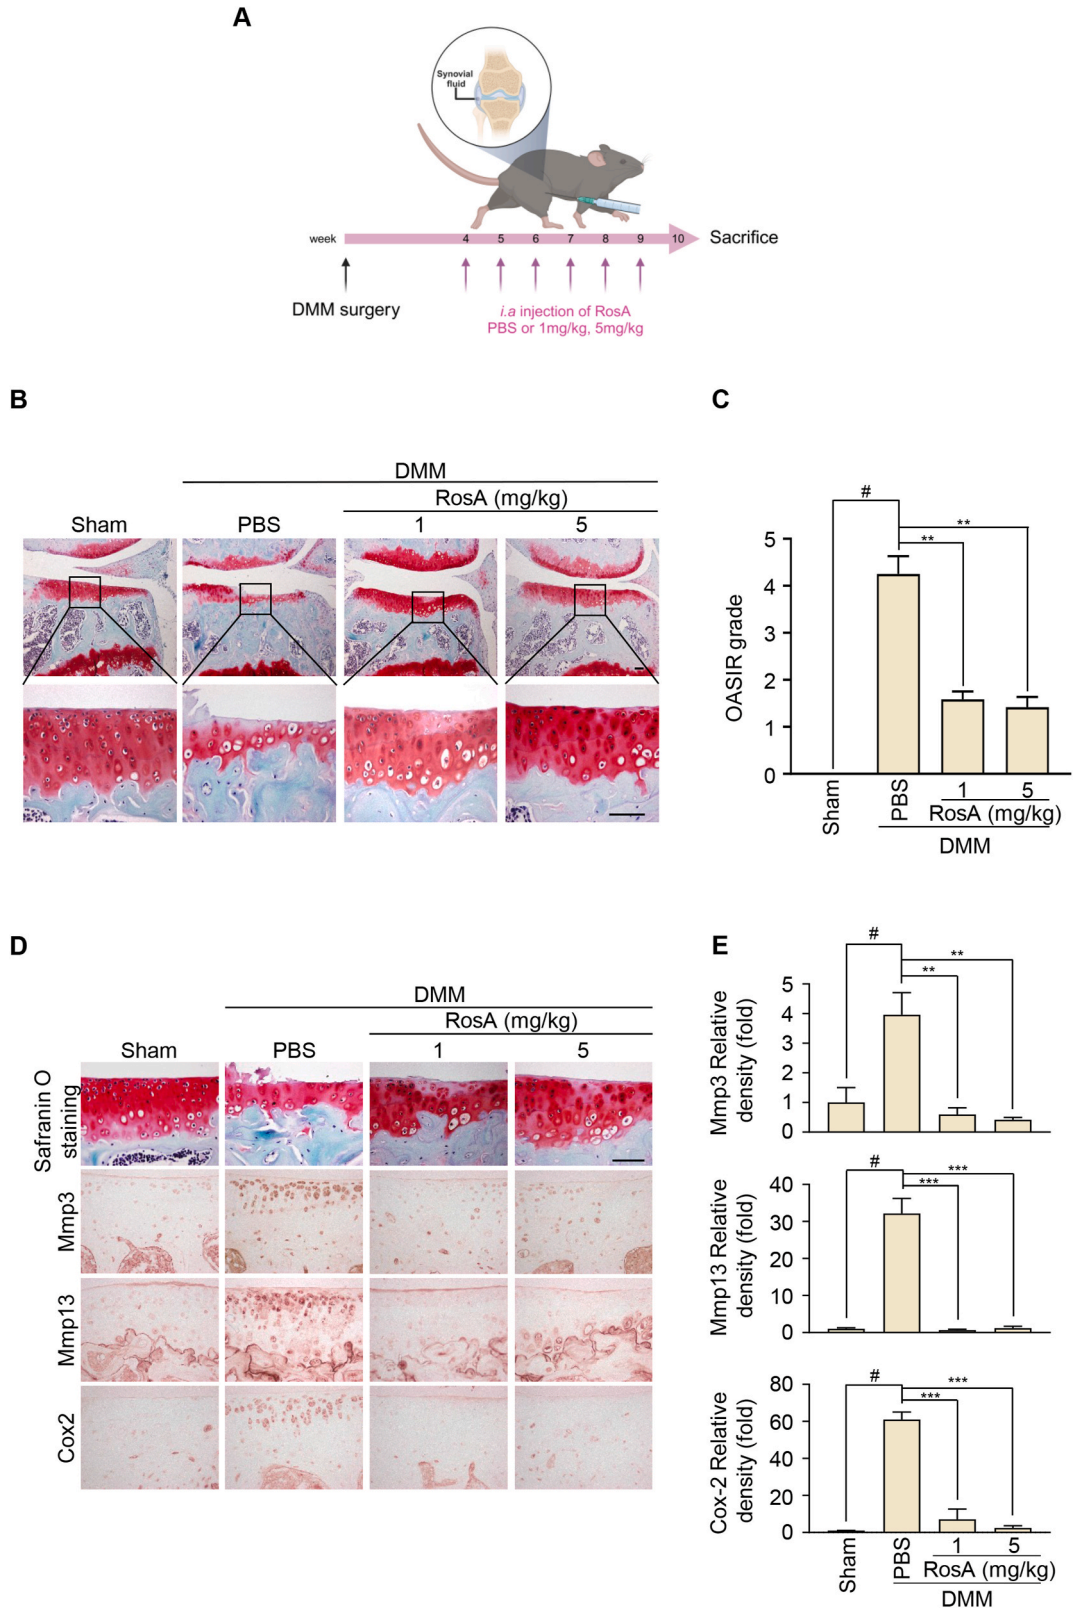 A
Synovial
fluid
week
4 5 6 7 8 9 10
Sacrifice
DMM surgery
i.a injection of RosA
PBS or 1mg/kg, 5mg/kg
B
DMM
RosA (mg/kg)
Sham PBS 1 5
C
#
**
**
OASIR grade
5
4
3
2
1
0
Sham PBS 1 5
RosA (mg/kg)
DMM
D
DMM
RosA (mg/kg)
Sham PBS 1 5
Safranin O
staining
Mmp3
Mmp13
Cox2
E
#
**
**
Mmp3 Relative
density (fold)
5
4
3
2
1
0
#
***
***
Mmp13 Relative
density (fold)
40
30
20
10
0
#
***
***
Cox-2 Relative
density (fold)
80
60
40
20
0
Sham PBS 1 5
RosA (mg/kg)
DMM